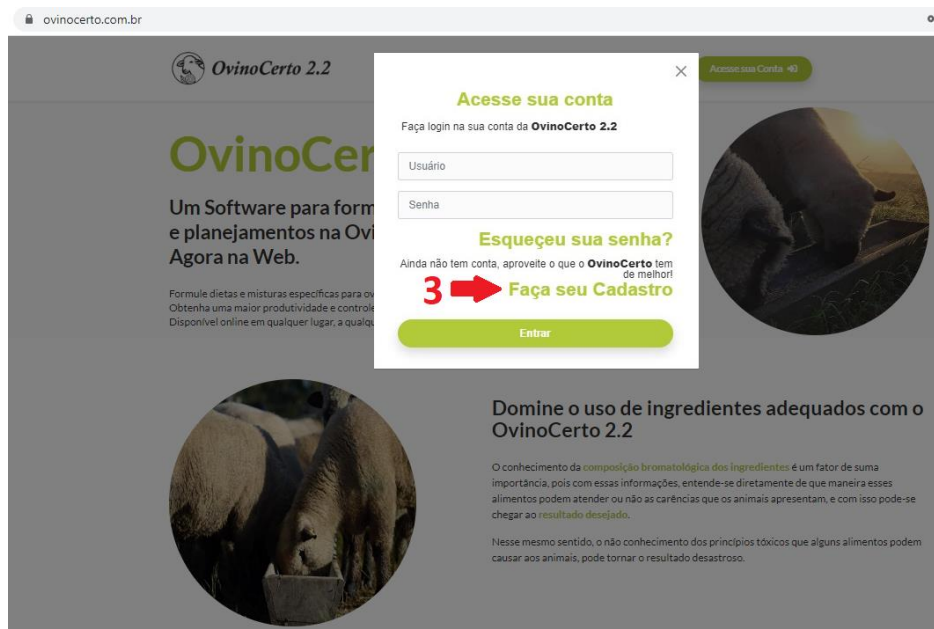 ovinocerto.com.br
OvinoCerto 2.2
Acesse sua Conta
Acesse sua conta
Faça login na sua conta da OvinoCerto 2.2
Usuário
Senha
Esqueçeu sua senha?
Ainda não tem conta, aproveite o que o OvinoCerto tem
de melhor!
3 Faça seu Cadastro
Entrar
OvinoCer
Um Software para form
e planejamentos na Ovi
Agora na Web.
Formule dietas e misturas específicas para ov
Obtenha uma maior produtividade e controle
Disponível online em qualquer lugar, a qualqu
Domine o uso de ingredientes adequados com o
OvinoCerto 2.2
O conhecimento da composição bromatológica dos ingredientes é um fator de suma
importância, pois com essas informações, entende-se diretamente de que maneira esses
alimentos podem atender ou não as carências que os animais apresentam, e com isso pode-se
chegar ao resultado desejado.
Nesse mesmo sentido, o não conhecimento dos princípios tóxicos que alguns alimentos podem
causar aos animais, pode tornar o resultado desastroso.